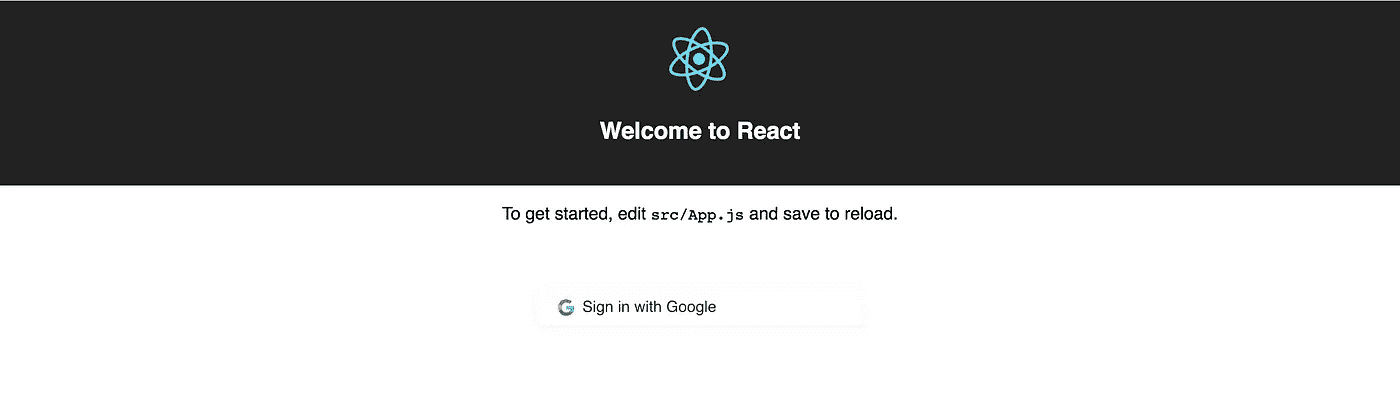 Welcome to React
To get started, edit src/App.js and save to reload.
Sign in with Google